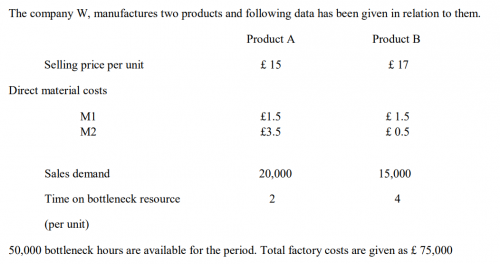 The company W, manufactures two products and following data has been given in relation to them.
Product A Product B
Selling price per unit £ 15 £ 17
Direct material costs
M1 £1.5 £ 1.5
M2 £3.5 £ 0.5
Sales demand 20,000 15,000
Time on bottleneck resource 2 4
(per unit)
50,000 bottleneck hours are available for the period. Total factory costs are given as £ 75,000